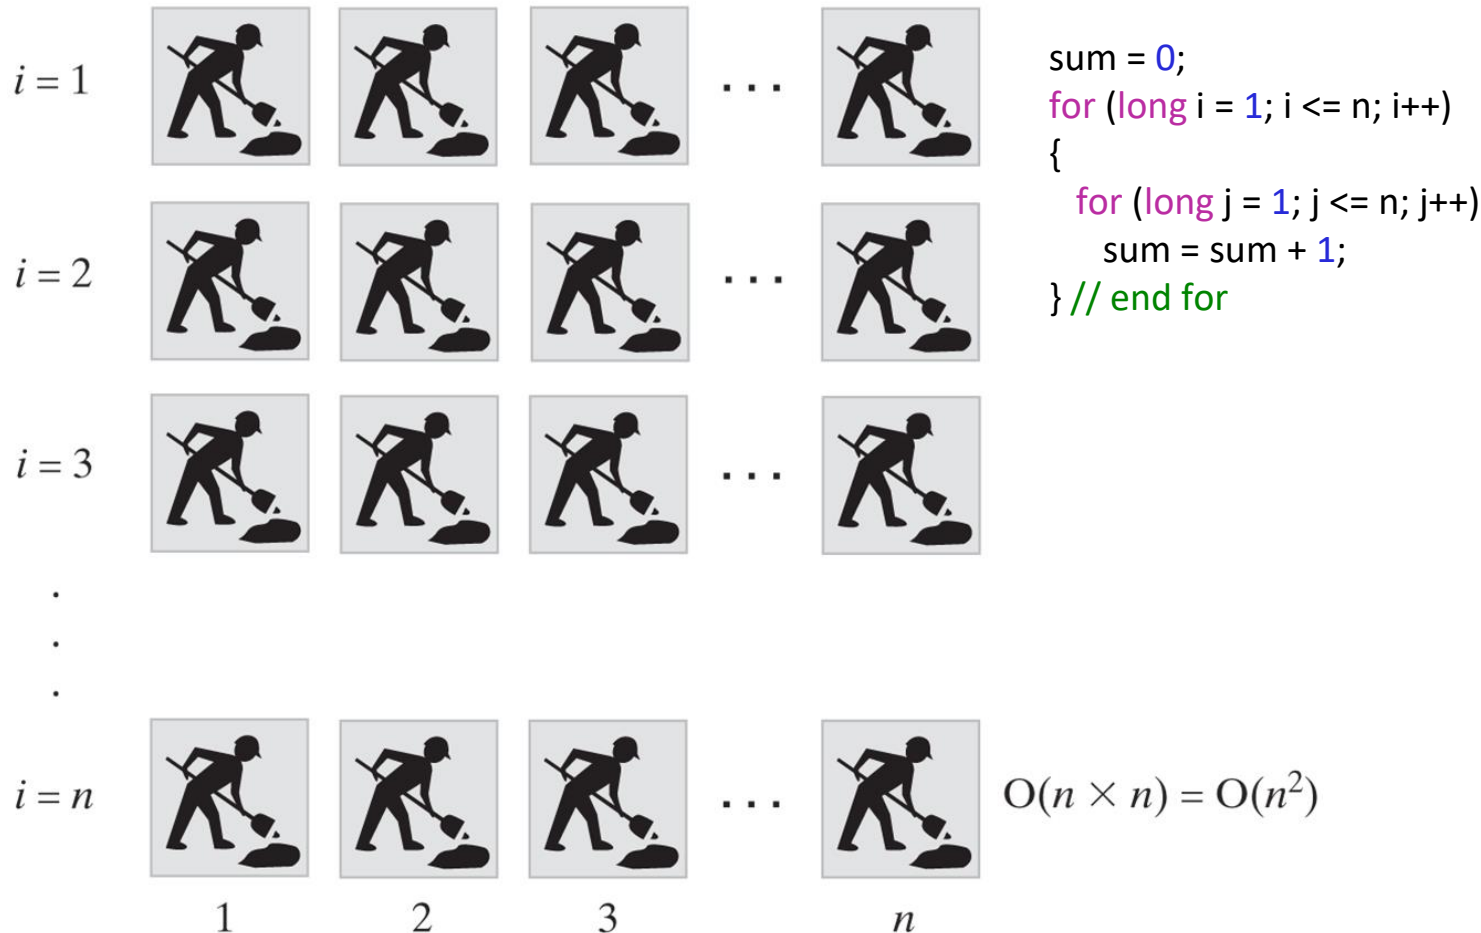 i = 1
. . .
sum = 0;
for (long i = 1; i <= n; i++)
{
for (long j = 1; j <= n; j++)
sum = sum + 1;
} // end for
i = 2
. . .
i = 3
. . .
.
.
.
i = n
. . .
O(n × n) = O(n²)
1 2 3 n